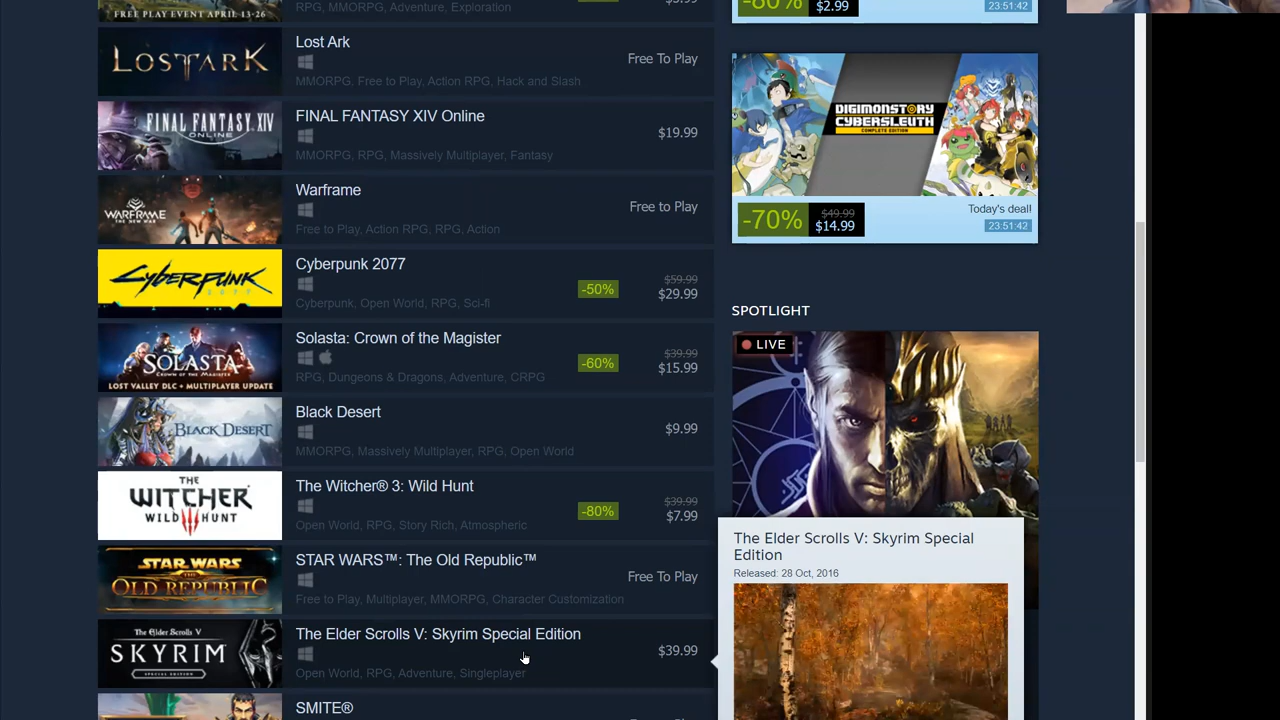 FREE PLAY EVENT APRIL 13-26
RPG, MMORPG, Adventure, Exploration
LOST ARK
Lost Ark
Free To Play
MMORPG, Free to Play, Action RPG, Hack and Slash
FINAL FANTASY XIV
ONLINE
FINAL FANTASY XIV Online
$19.99
MMORPG, RPG, Massively Multiplayer, Fantasy
WARFRAME
THE NEW WAR
Warframe
Free to Play
Free to Play, Action RPG, RPG, Action
CYBERPUNK
2077
Cyberpunk 2077
-50%
$59.99
$29.99
Cyberpunk, Open World, RPG, Sci-fi
SOLASTA
CROWN OF THE MAGISTER
LOST VALLEY DLC + MULTIPLAYER UPDATE
Solasta: Crown of the Magister
-60%
$39.99
$15.99
RPG, Dungeons & Dragons, Adventure, CRPG
BLACK DESERT
Black Desert
$9.99
MMORPG, Massively Multiplayer, RPG, Open World
THE
WITCHER
WILD HUNT
The Witcher® 3: Wild Hunt
-80%
$39.99
$7.99
Open World, RPG, Story Rich, Atmospheric
STAR WARS
THE
OLD REPUBLIC
STAR WARS™: The Old Republic™
Free To Play
Free to Play, Multiplayer, MMORPG, Character Customization
The Elder Scrolls V
SKYRIM
SPECIAL EDITION
The Elder Scrolls V: Skyrim Special Edition
$39.99
Open World, RPG, Adventure, Singleplayer
SMITE®
-80%
$2.99
23:51:42
DIGIMON STORY
CYBER SLEUTH
COMPLETE EDITION
-70%
$49.99
$14.99
Today's deal!
23:51:42
SPOTLIGHT
LIVE
The Elder Scrolls V: Skyrim Special
Edition
Released: 28 Oct, 2016